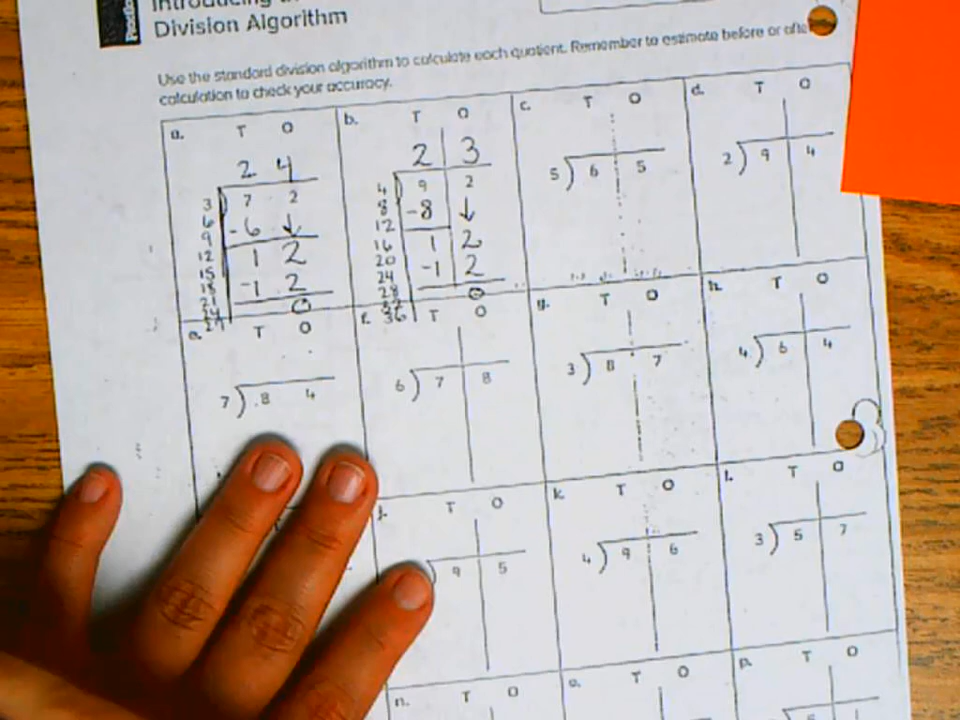 Introducing
Division Algorithm
Use the standard division algorithm to calculate each quotient. Remember to estimate before or
calculation to check your accuracy.
a. T O
2 4
3 ) 7 2
6 - 6 ↓
9
12 1 2
15 - 1 2
18
21 0
24
27
b. T O
2 3
4 ) 9 2
8 - 8 ↓
12
16 1 2
20 - 1 2
24
28 0
32
36
c. T O
5 ) 6 5
d. T O
2 ) 9 4
e. T O
7 ) 8 4
f. T O
6 ) 7 8
g. T O
3 ) 8 7
h. T O
4 ) 6 4
j. T O
) 9 5
k. T O
4 ) 9 6
l. T O
3 ) 5 7
n. T O
o. T O
p. T O